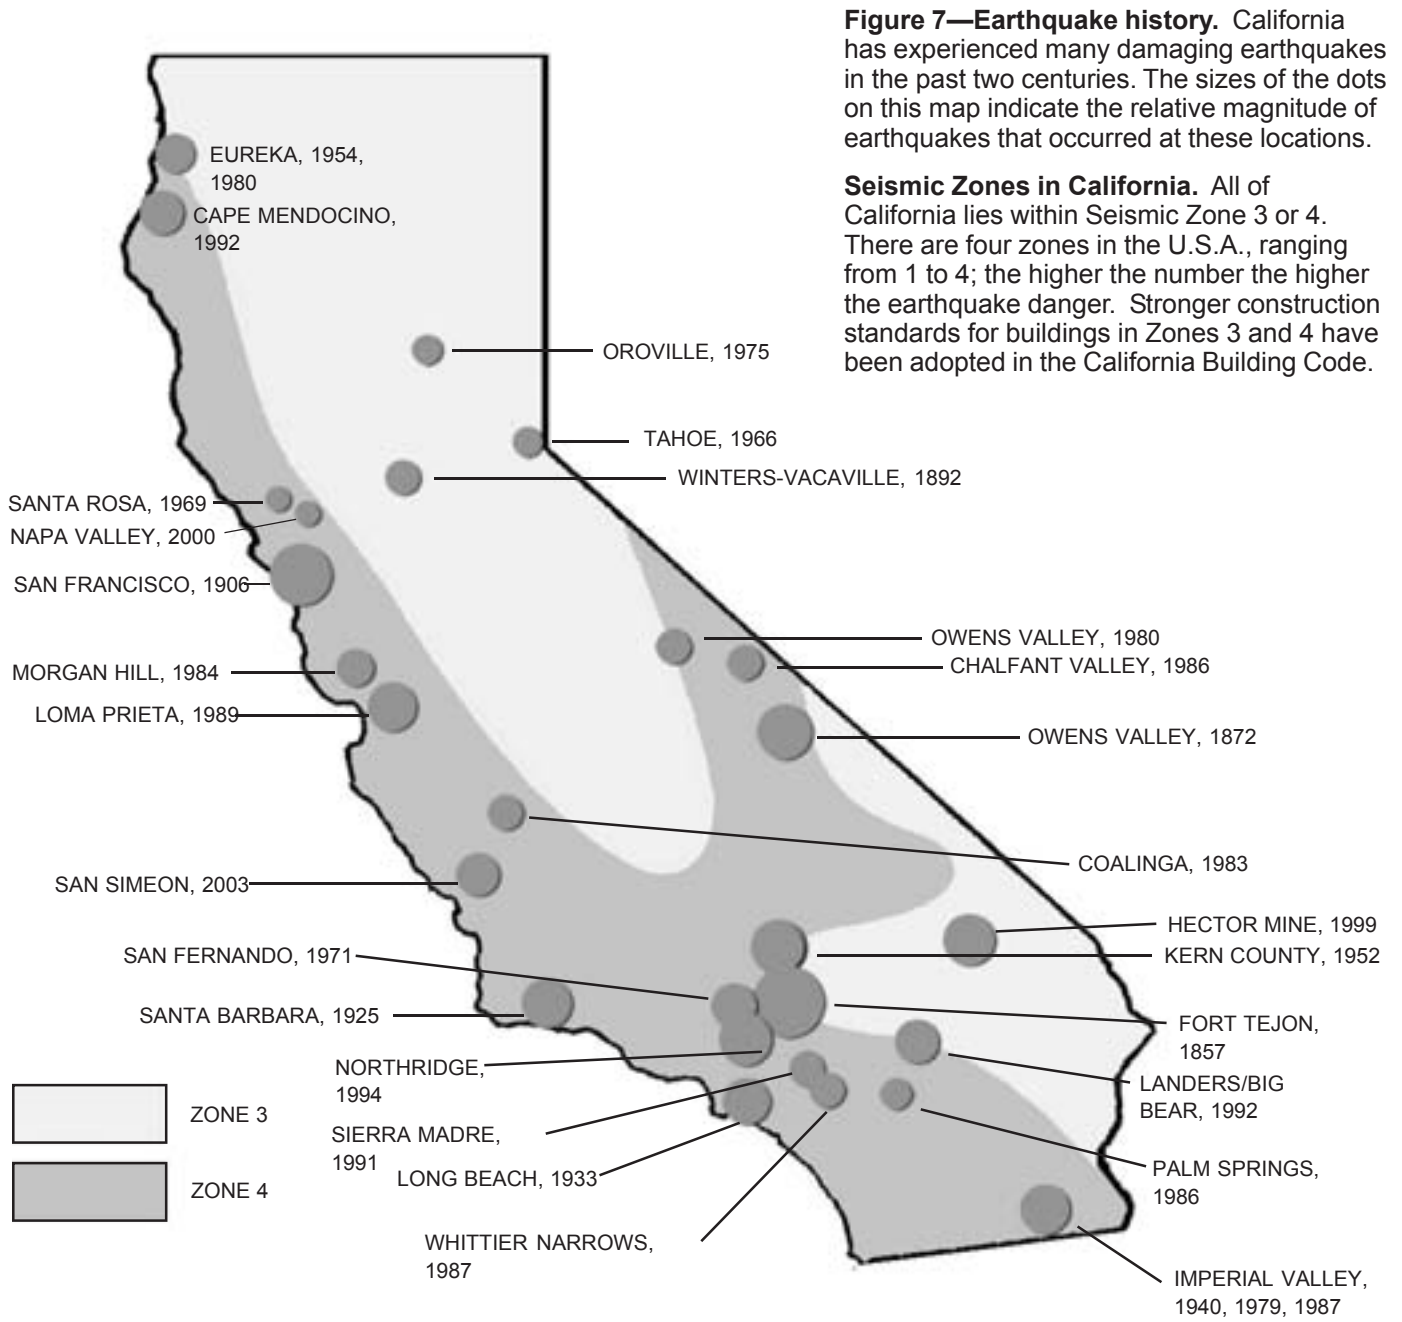 Figure 7—Earthquake history. California
has experienced many damaging earthquakes
in the past two centuries. The sizes of the dots
on this map indicate the relative magnitude of
earthquakes that occurred at these locations.
Seismic Zones in California. All of
California lies within Seismic Zone 3 or 4.
There are four zones in the U.S.A., ranging
from 1 to 4; the higher the number the higher
the earthquake danger. Stronger construction
standards for buildings in Zones 3 and 4 have
been adopted in the California Building Code.
EUREKA, 1954,
1980
CAPE MENDOCINO,
1992
OROVILLE, 1975
TAHOE, 1966
WINTERS-VACAVILLE, 1892
SANTA ROSA, 1969
NAPA VALLEY, 2000
SAN FRANCISCO, 1906
OWENS VALLEY, 1980
CHALFANT VALLEY, 1986
MORGAN HILL, 1984
LOMA PRIETA, 1989
OWENS VALLEY, 1872
COALINGA, 1983
SAN SIMEON, 2003
HECTOR MINE, 1999
KERN COUNTY, 1952
SAN FERNANDO, 1971
SANTA BARBARA, 1925
FORT TEJON,
1857
NORTHRIDGE,
1994
LANDERS/BIG
BEAR, 1992
ZONE 3
SIERRA MADRE,
1991
LONG BEACH, 1933
PALM SPRINGS,
1986
ZONE 4
WHITTIER NARROWS,
1987
IMPERIAL VALLEY,
1940, 1979, 1987